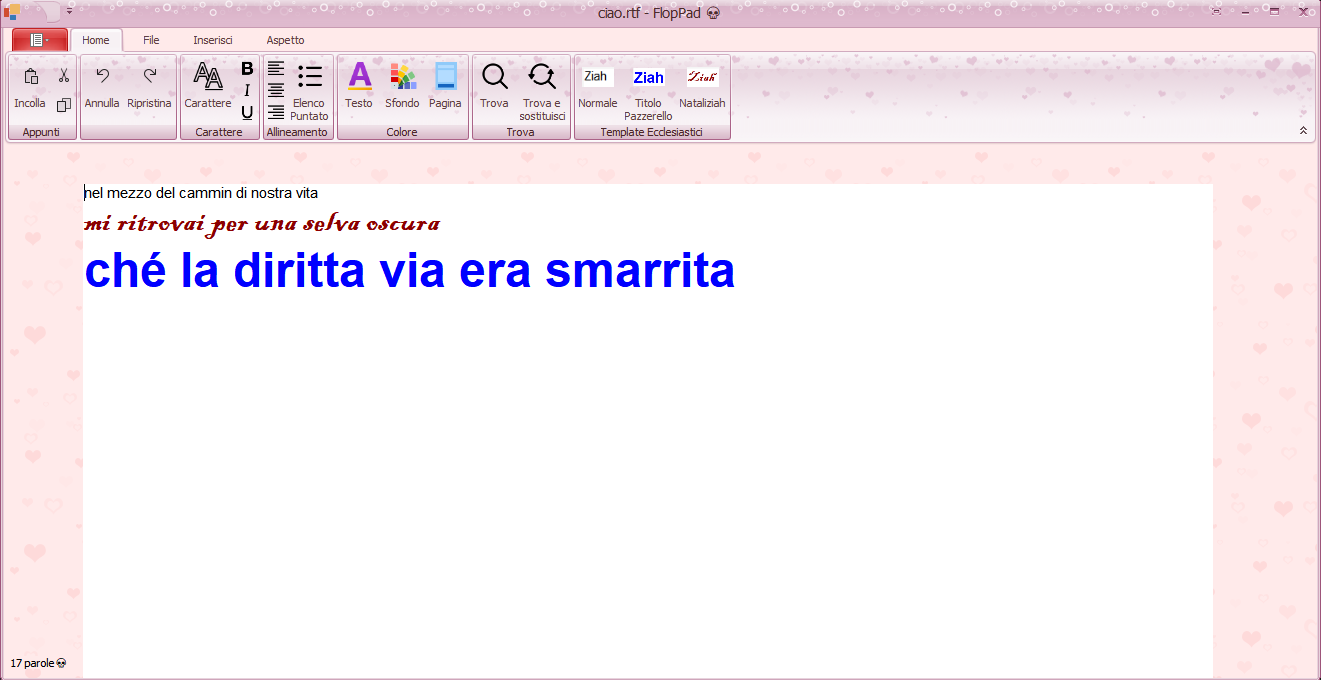 ciao.rtf - FlopPad 💀
Home File Inserisci Aspetto
Incolla
Appunti
Annulla Ripristina
Carattere
B
I
U
Carattere
Elenco Puntato
Allineamento
A
Testo Sfondo Pagina
Colore
Trova Trova e sostituisci
Trova
Ziah Ziah Ziah
Normale Titolo Pazzerello Nataliziah
Template Ecclesiastici
nel mezzo del cammin di nostra vita
mi ritrovai per una selva oscura
ché la diritta via era smarrita
17 parole 💀